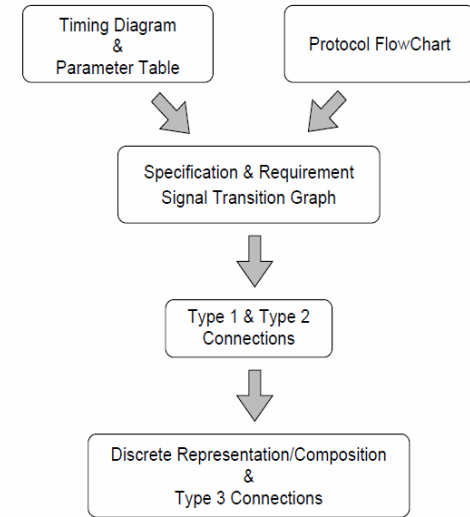 Timing Diagram
&
Parameter Table
Protocol FlowChart
Specification & Requirement
Signal Transition Graph
Type 1 & Type 2
Connections
Discrete Representation/Composition
&
Type 3 Connections